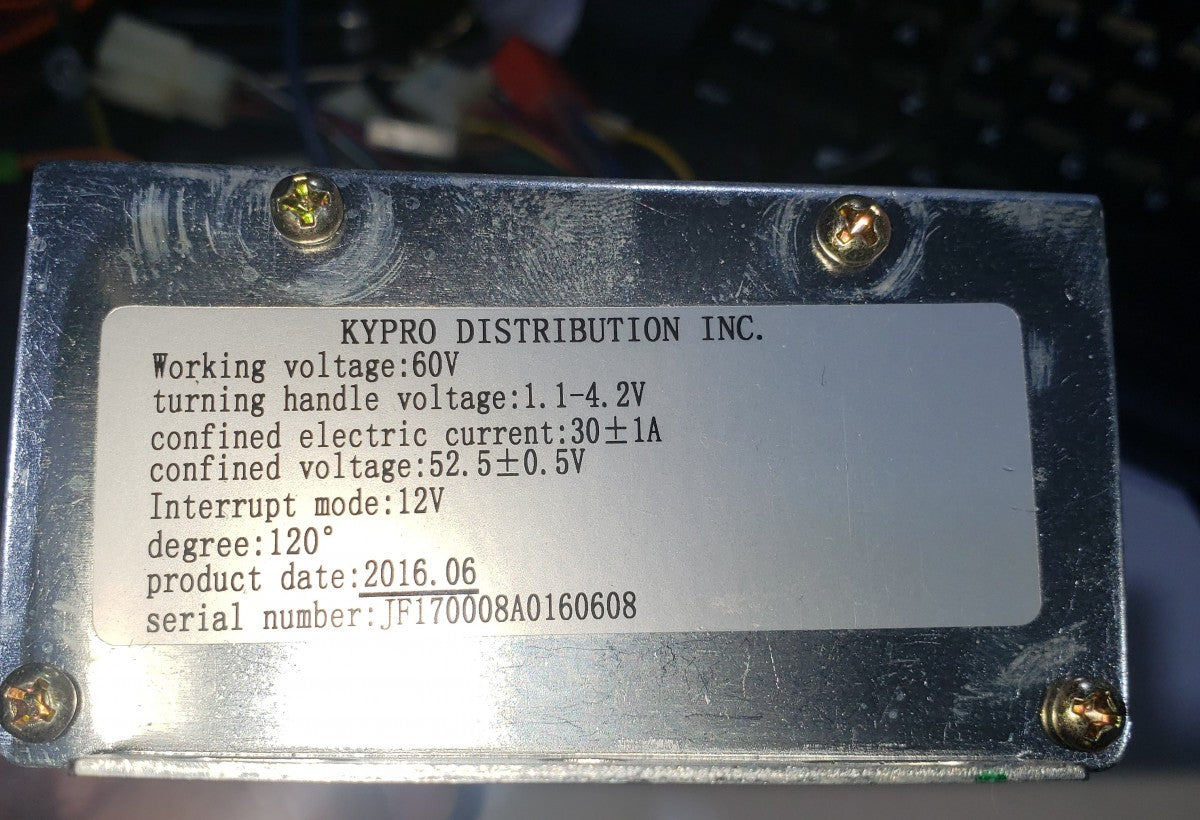 KYPRO DISTRIBUTION INC.
Working voltage:60V
turning handle voltage:1.1-4.2V
confined electric current:30±1A
confined voltage:52.5±0.5V
Interrupt mode:12V
degree:120°
product date:2016.06
serial number:JF170008A0160608